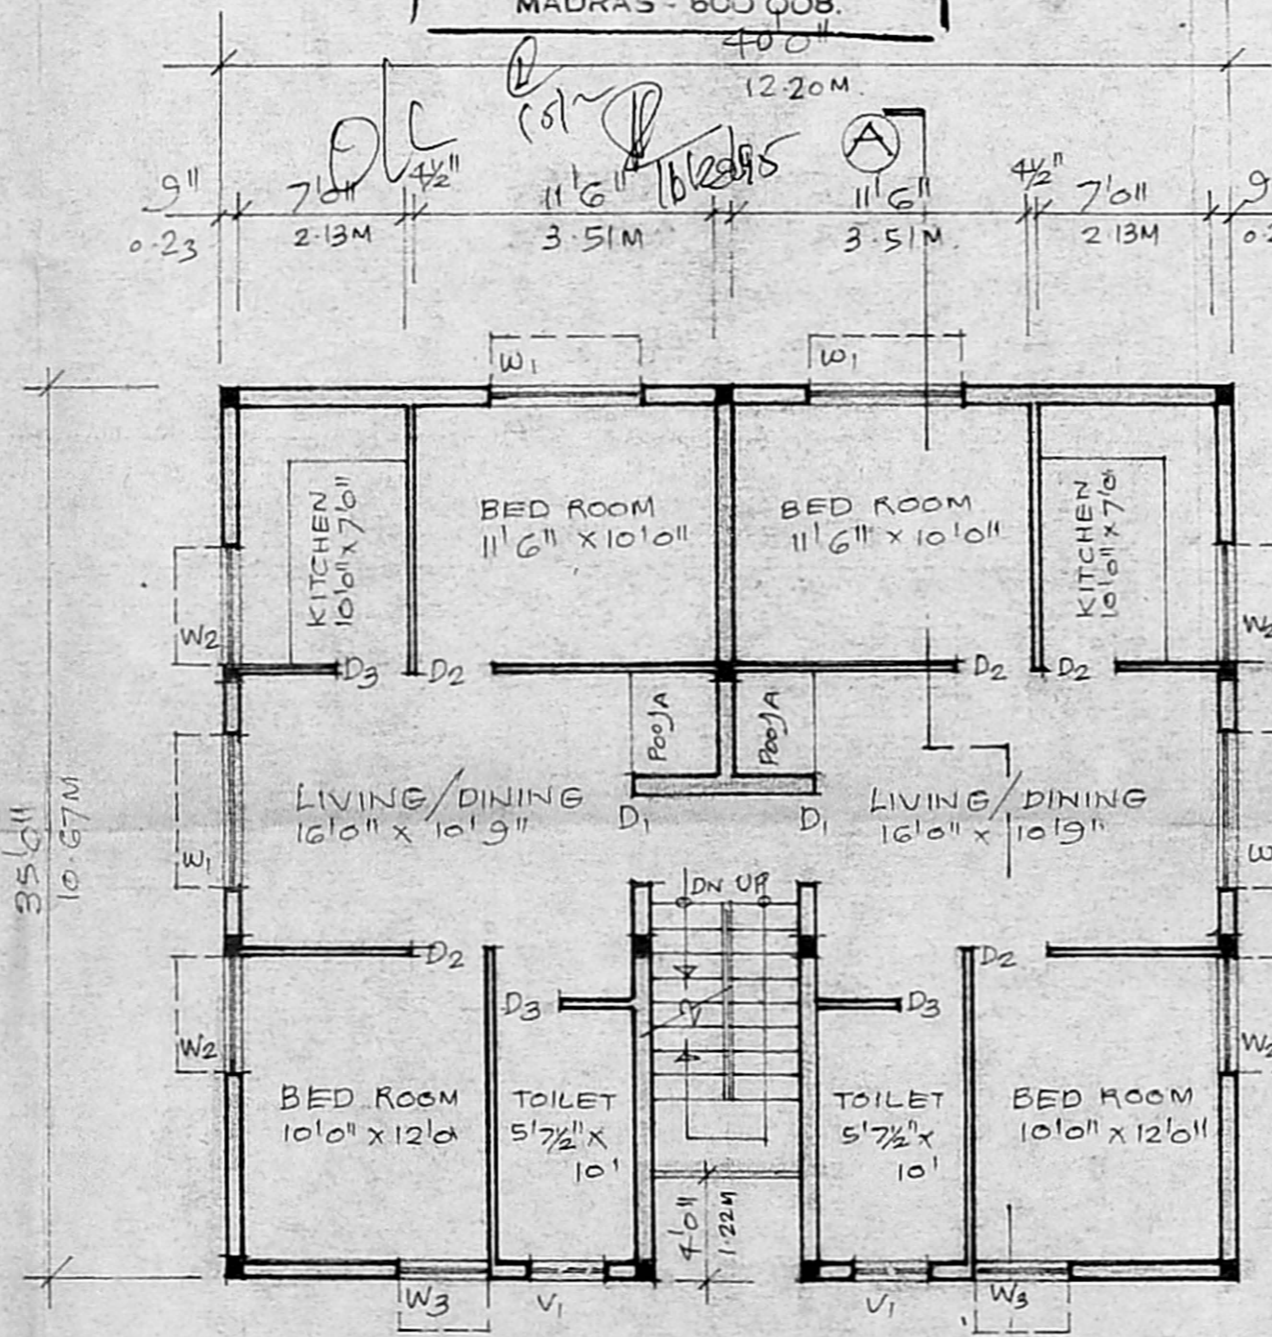 MADRAS - 600 008.
40'0"
12.20M.
A
9" 7'0" 4½" 11'6" 11'6" 4½" 7'0" 9
0.23 2.13M 3.51M 3.51M. 2.13M
W1 W1
KITCHEN
10'0" x 7'0"
BED ROOM
11'6" x 10'0"
BED ROOM
11'6" x 10'0"
KITCHEN
10'0" x 7'0"
W2 W2
D3 D2 D2 D2
POOJA POOJA
35'0"
10.67M
LIVING/DINING
16'0" x 10'9"
LIVING/DINING
16'0" x 10'9"
D1 D1
W1 W
DN UP
D2 D2
D3 D3
W2 W2
BED ROOM
10'0" x 12'0"
TOILET
5'7½" x
10'
TOILET
5'7½" x
10'
BED ROOM
10'0" x 12'0"
4'0"
1.22M
W3 V1 V1 W3